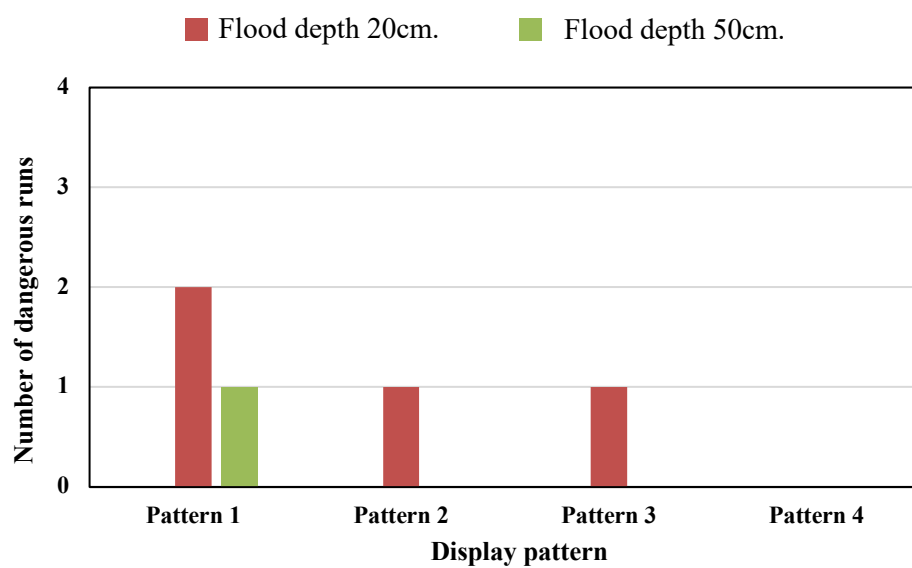 Flood depth 20cm. Flood depth 50cm.
4
3
2
1
0
Number of dangerous runs
Pattern 1 Pattern 2 Pattern 3 Pattern 4
Display pattern